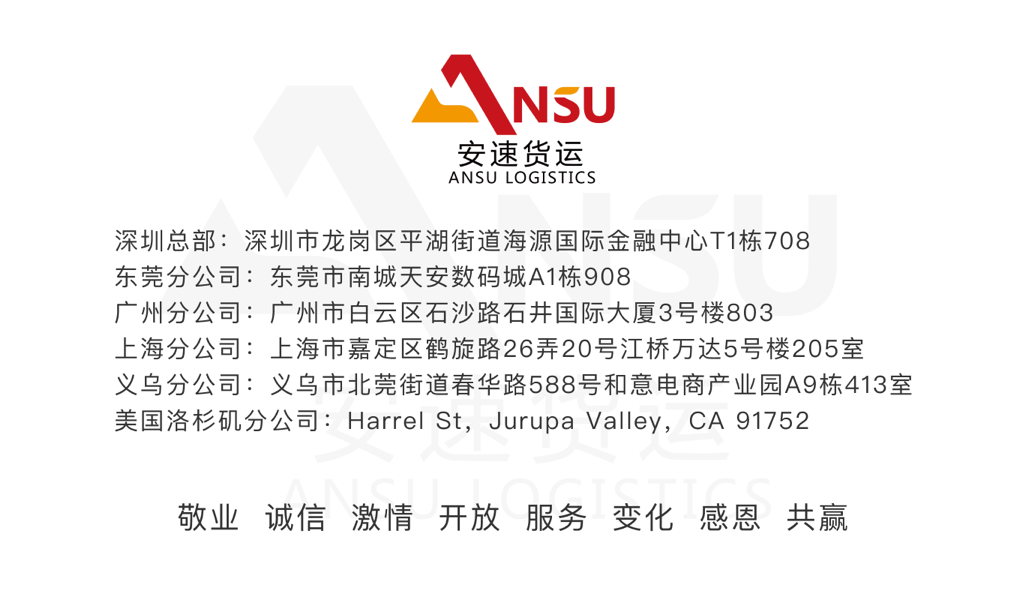 ANSU
安速货运
ANSU LOGISTICS
深圳总部：深圳市龙岗区平湖街道海源国际金融中心T1栋708
东莞分公司：东莞市南城天安数码城A1栋908
广州分公司：广州市白云区石沙路石井国际大厦3号楼803
上海分公司：上海市嘉定区鹤旋路26弄20号江桥万达5号楼205室
义乌分公司：义乌市北莞街道春华路588号和意电商产业园A9栋413室
美国洛杉矶分公司：Harrel St，Jurupa Valley，CA 91752
敬业 诚信 激情 开放 服务 变化 感恩 共赢